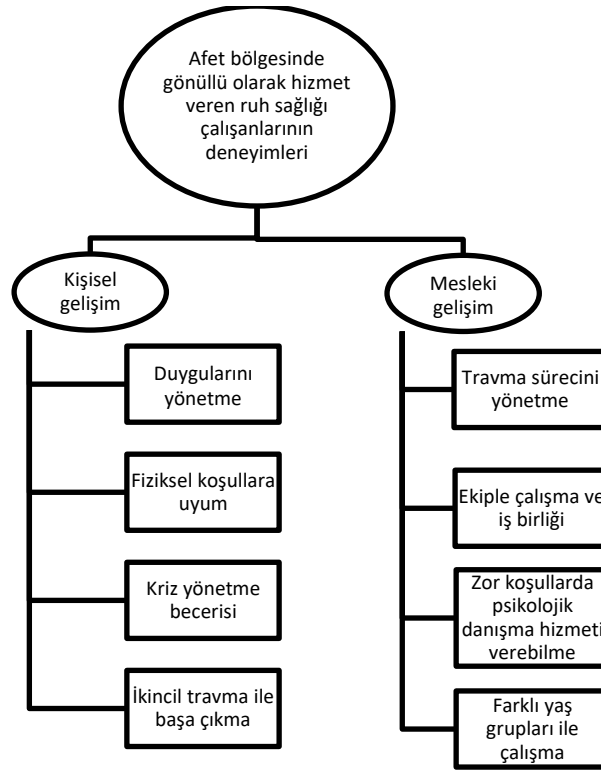 Afet bölgesinde
gönüllü olarak hizmet
veren ruh sağlığı
çalışanlarının
deneyimleri
Kişisel
gelişim
Duygularını
yönetme
Fiziksel koşullara
uyum
Kriz yönetme
becerisi
İkincil travma ile
başa çıkma
Mesleki
gelişim
Travma sürecini
yönetme
Ekiple çalışma ve
iş birliği
Zor koşullarda
psikolojik
danışma hizmeti
verebilme
Farklı yaş
grupları ile
çalışma